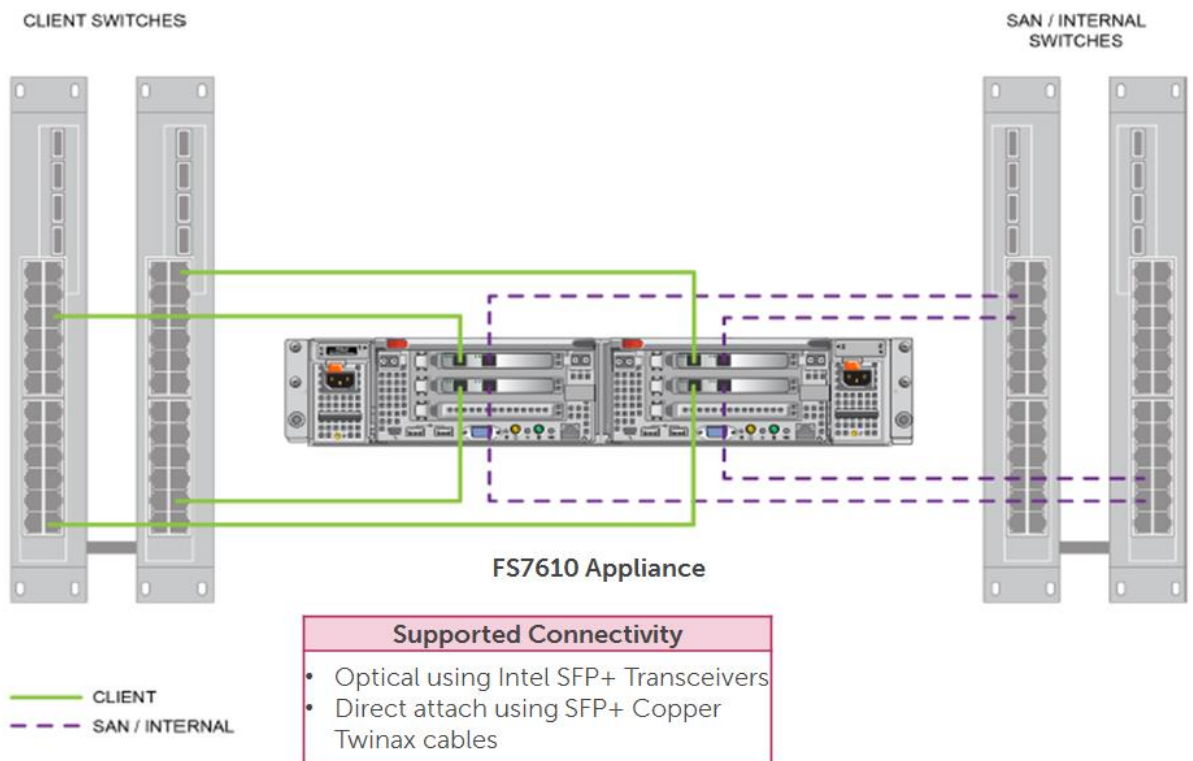 CLIENT SWITCHES
SAN / INTERNAL
SWITCHES
FS7610 Appliance
Supported Connectivity
• Optical using Intel SFP+ Transceivers
• Direct attach using SFP+ Copper
Twinax cables
CLIENT
SAN / INTERNAL